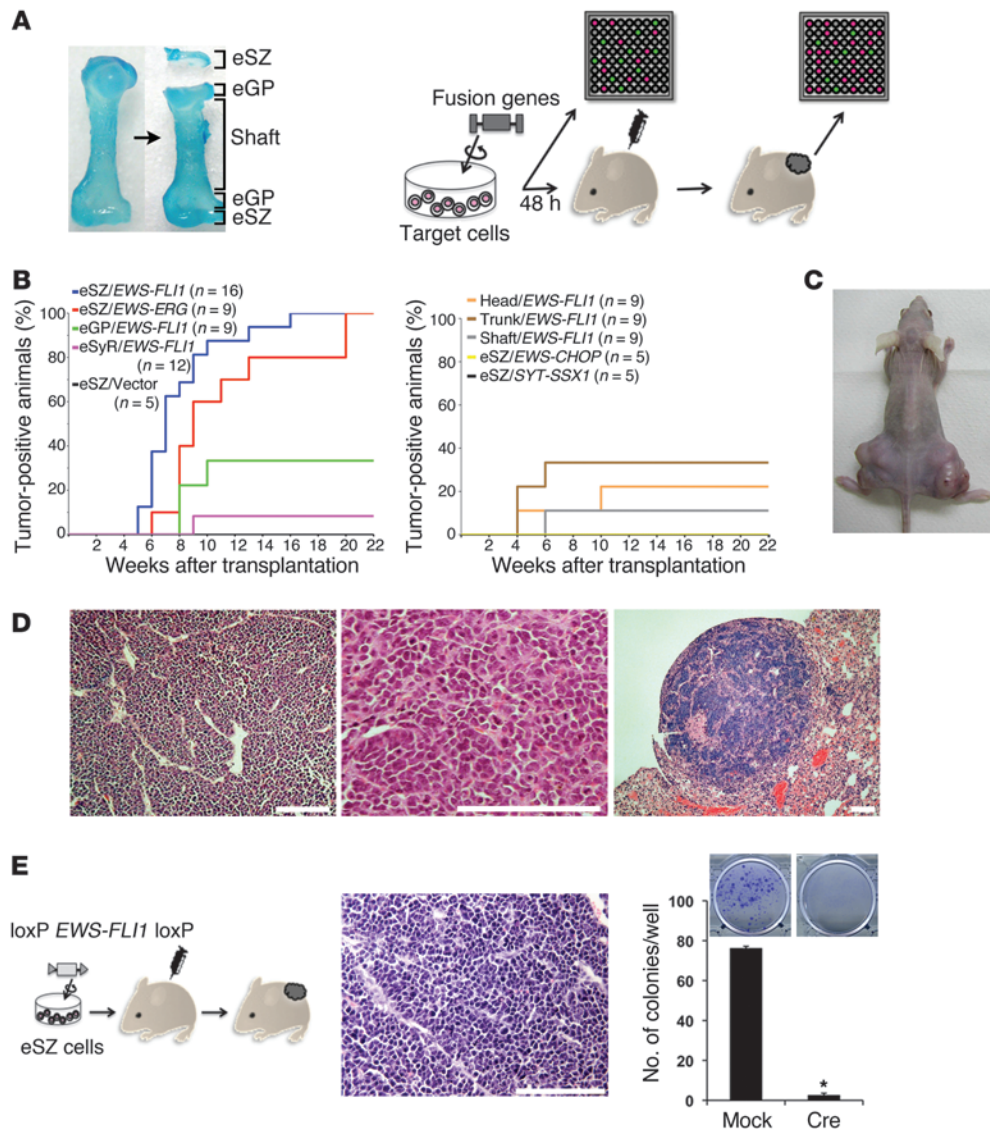 A
eSZ
eGP
Shaft
eGP
eSZ
Fusion genes
48 h
Target cells
B
Tumor-positive animals (%)
100
80
60
40
20
0
eSZ/EWS-FLI1 (n = 16)
eSZ/EWS-ERG (n = 9)
eGP/EWS-FLI1 (n = 9)
eSyR/EWS-FLI1
(n = 12)
eSZ/Vector
(n = 5)
2 4 6 8 10 12 14 16 18 20 22
Weeks after transplantation
Tumor-positive animals (%)
100
80
60
40
20
0
Head/EWS-FLI1 (n = 9)
Trunk/EWS-FLI1 (n = 9)
Shaft/EWS-FLI1 (n = 9)
eSZ/EWS-CHOP (n = 5)
eSZ/SYT-SSX1 (n = 5)
2 4 6 8 10 12 14 16 18 20 22
Weeks after transplantation
C
D
E
loxP EWS-FLI1 loxP
eSZ cells
No. of colonies/well
100
80
60
40
20
0
*
Mock Cre